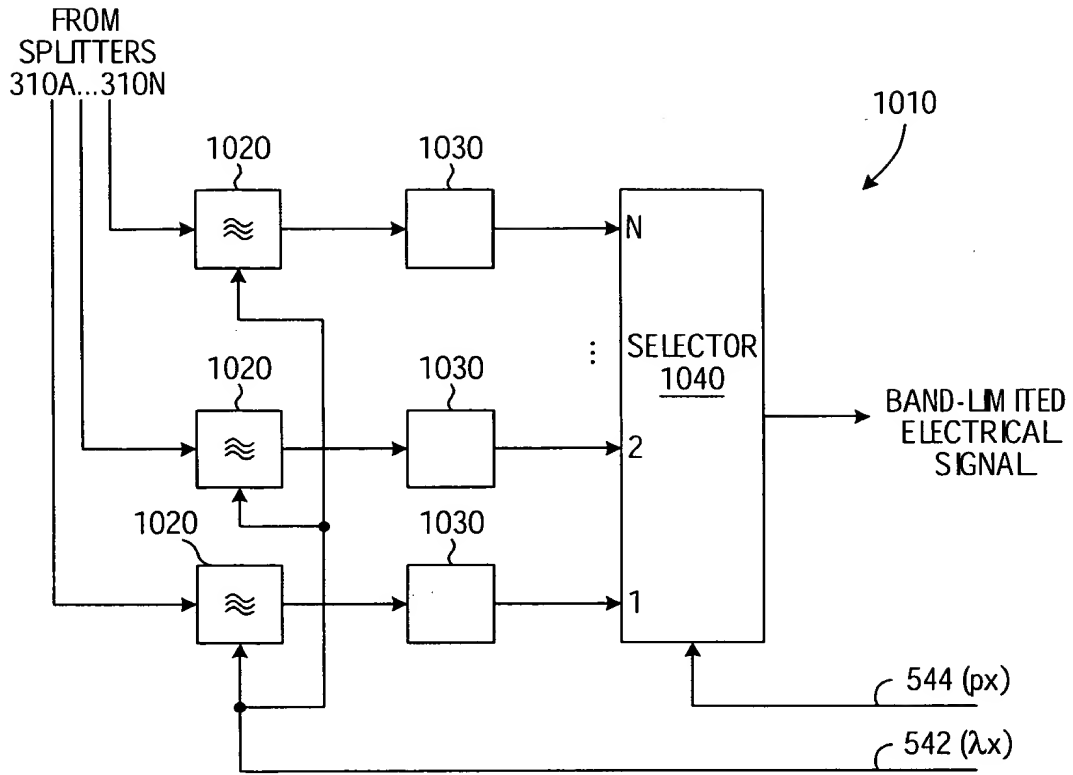 FROM
SPLITTERS
310A...310N
1010
1020
1030
N
1020
1030
SELECTOR
1040
BAND-LIMITED
ELECTRICAL
SIGNAL
2
1020
1030
1
544 (px)
542 (λx)